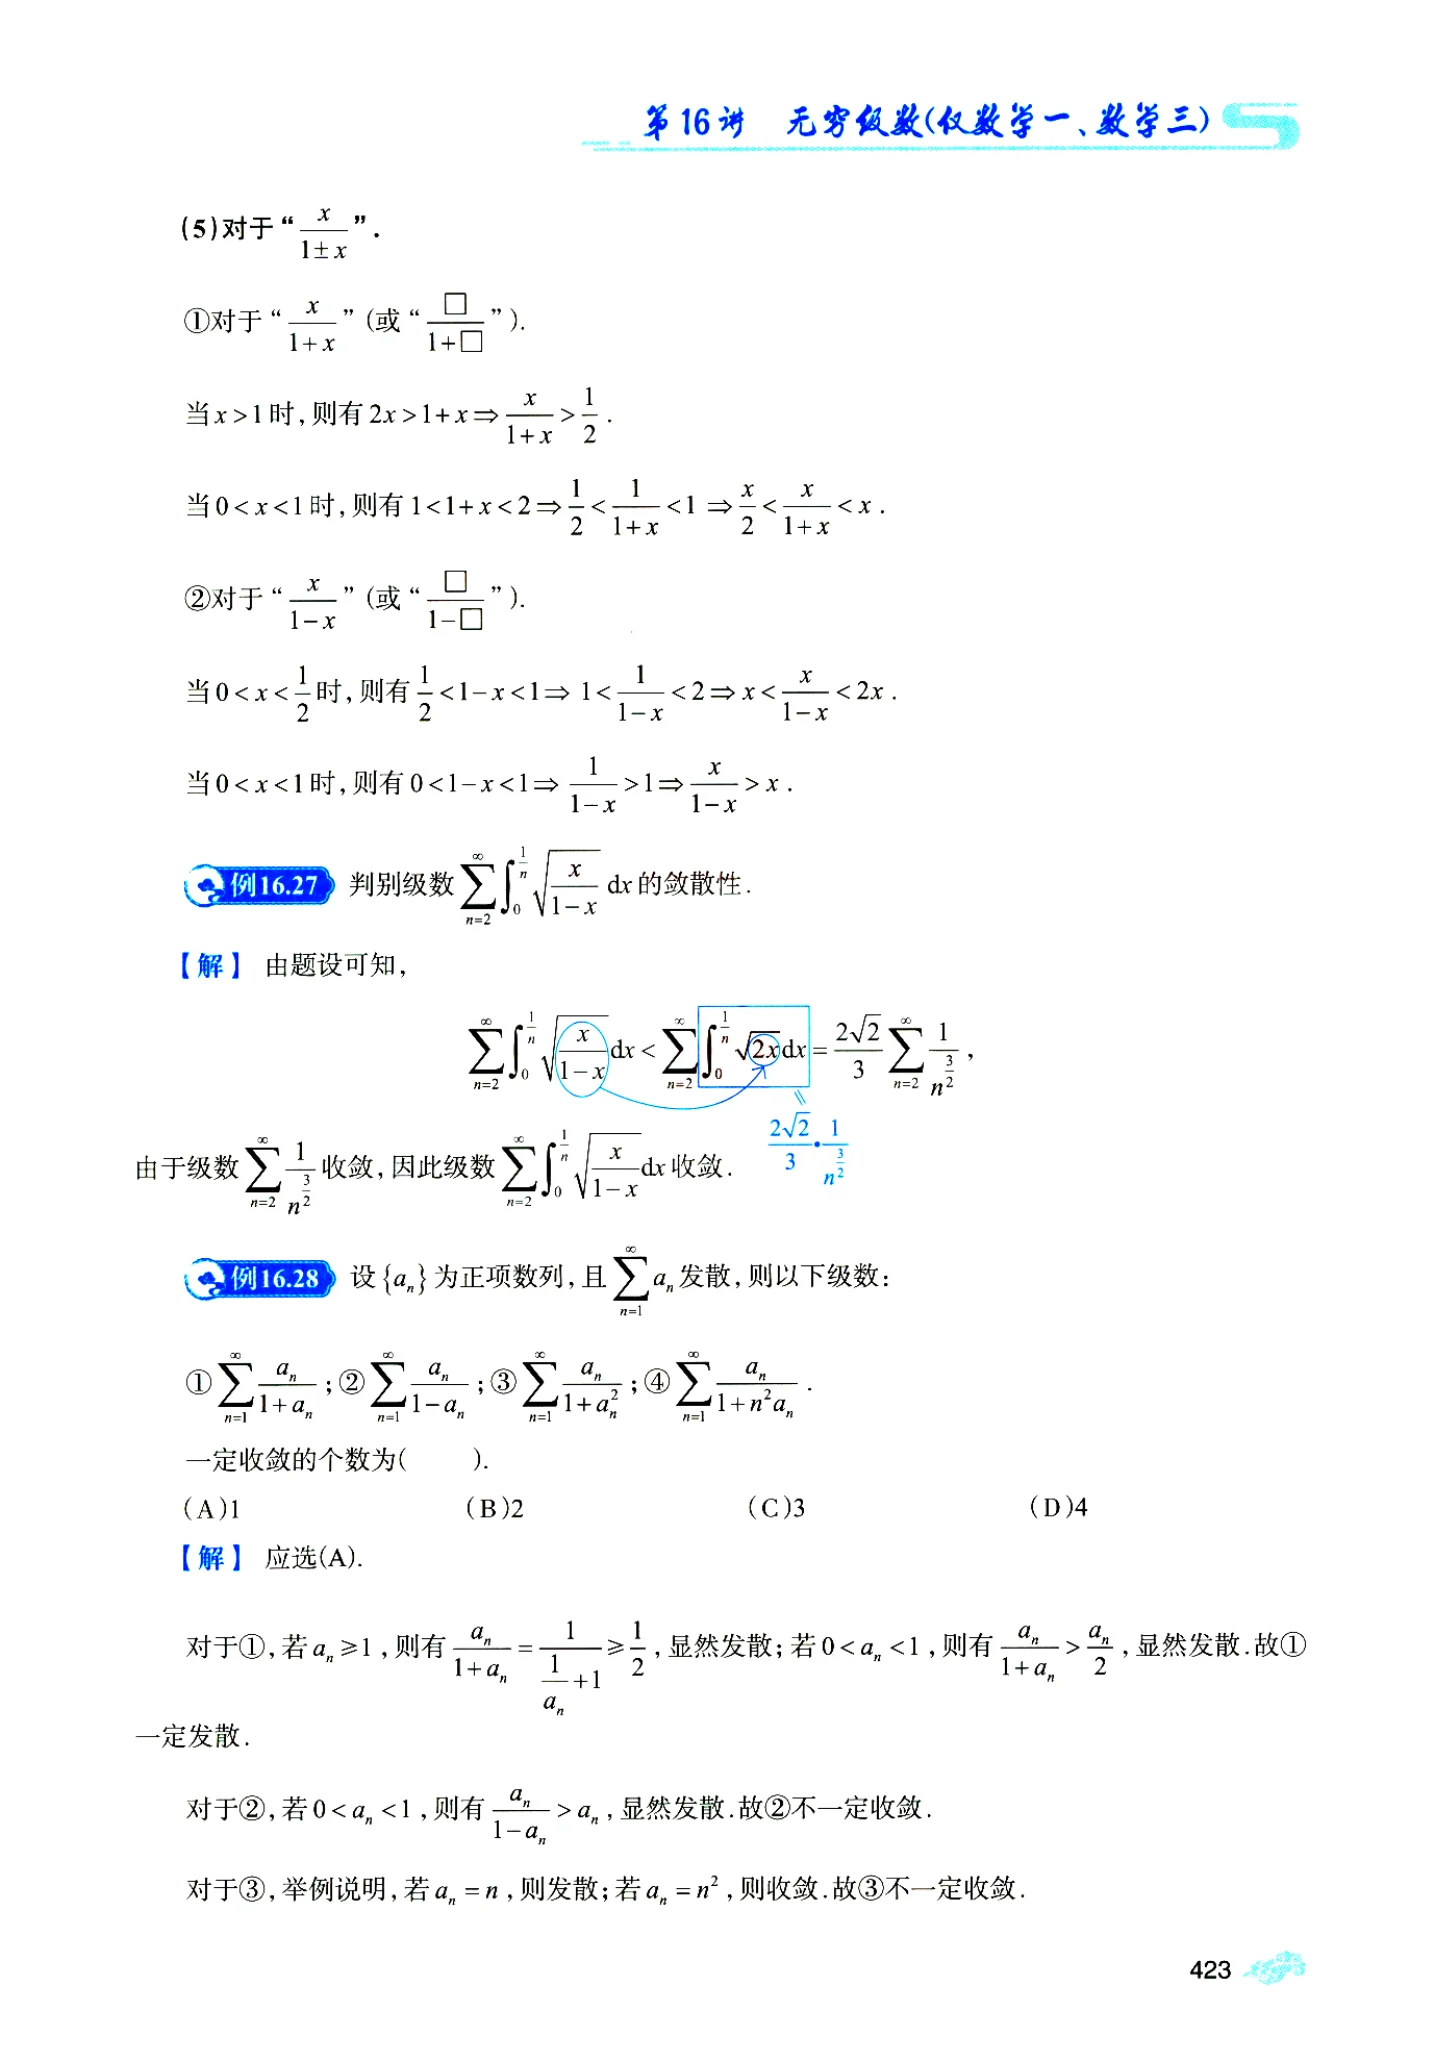 第16讲 无穷级数(仅数学一、数学三)
(5)对于“$\frac{x}{1\pm x}$”.
①对于“$\frac{x}{1+x}$”(或“$\frac{□}{1+□}$”).
当$x>1$时,则有$2x>1+x\Rightarrow\frac{x}{1+x}>\frac{1}{2}$.
当$0<x<1$时,则有$1<1+x<2\Rightarrow\frac{1}{2}<\frac{1}{1+x}<1\Rightarrow\frac{x}{2}<\frac{x}{1+x}<x$.
②对于“$\frac{x}{1-x}$”(或“$\frac{□}{1-□}$”).
当$0<x<\frac{1}{2}$时,则有$\frac{1}{2}<1-x<1\Rightarrow 1<\frac{1}{1-x}<2\Rightarrow x<\frac{x}{1-x}<2x$.
当$0<x<1$时,则有$0<1-x<1\Rightarrow\frac{1}{1-x}>1\Rightarrow\frac{x}{1-x}>x$.
例16.27 判别级数$\sum_{n=2}^{\infty}\int_{0}^{\frac{1}{n}}\sqrt{\frac{x}{1-x}}\mathrm{d}x$的敛散性.
【解】 由题设可知,
$\sum_{n=2}^{\infty}\int_{0}^{\frac{1}{n}}\sqrt{\frac{x}{1-x}}\mathrm{d}x<\sum_{n=2}^{\infty}\int_{0}^{\frac{1}{n}}\sqrt{2x}\mathrm{d}x=\frac{2\sqrt{2}}{3}\sum_{n=2}^{\infty}\frac{1}{n^{\frac{3}{2}}}$,
$\frac{2\sqrt{2}}{3}\cdot\frac{1}{n^{\frac{3}{2}}}$
由于级数$\sum_{n=2}^{\infty}\frac{1}{n^{\frac{3}{2}}}$收敛,因此级数$\sum_{n=2}^{\infty}\int_{0}^{\frac{1}{n}}\sqrt{\frac{x}{1-x}}\mathrm{d}x$收敛.
例16.28 设$\{a_n\}$为正项数列,且$\sum_{n=1}^{\infty}a_n$发散,则以下级数:
①$\sum_{n=1}^{\infty}\frac{a_n}{1+a_n}$;②$\sum_{n=1}^{\infty}\frac{a_n}{1-a_n}$;③$\sum_{n=1}^{\infty}\frac{a_n}{1+a_n^2}$;④$\sum_{n=1}^{\infty}\frac{a_n}{1+n^2a_n}$.
一定收敛的个数为( ).
(A)1 (B)2 (C)3 (D)4
【解】 应选(A).
对于①,若$a_n\geqslant 1$,则有$\frac{a_n}{1+a_n}=\frac{1}{\frac{1}{a_n}+1}\geqslant\frac{1}{2}$,显然发散;若$0<a_n<1$,则有$\frac{a_n}{1+a_n}>\frac{a_n}{2}$,显然发散.故①
一定发散.
对于②,若$0<a_n<1$,则有$\frac{a_n}{1-a_n}>a_n$,显然发散.故②不一定收敛.
对于③,举例说明,若$a_n=n$,则发散;若$a_n=n^2$,则收敛.故③不一定收敛.
423